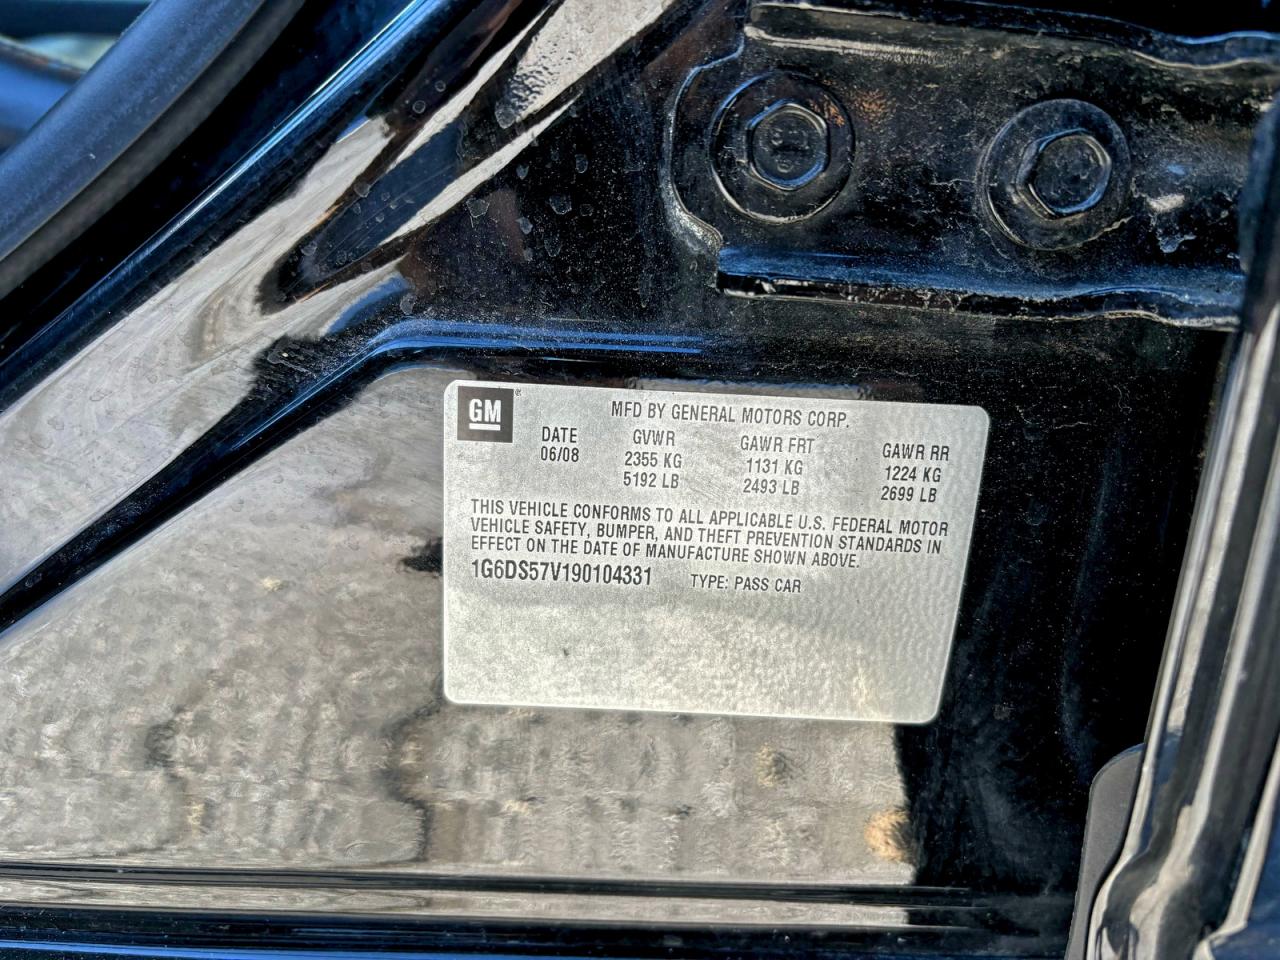 GM
MFD BY GENERAL MOTORS CORP.
DATE GVWR GAWR FRT GAWR RR
06/08 2355 KG 1131 KG 1224 KG
5192 LB 2493 LB 2699 LB
THIS VEHICLE CONFORMS TO ALL APPLICABLE U.S. FEDERAL MOTOR
VEHICLE SAFETY, BUMPER, AND THEFT PREVENTION STANDARDS IN
EFFECT ON THE DATE OF MANUFACTURE SHOWN ABOVE.
1G6DS57V190104331 TYPE: PASS CAR